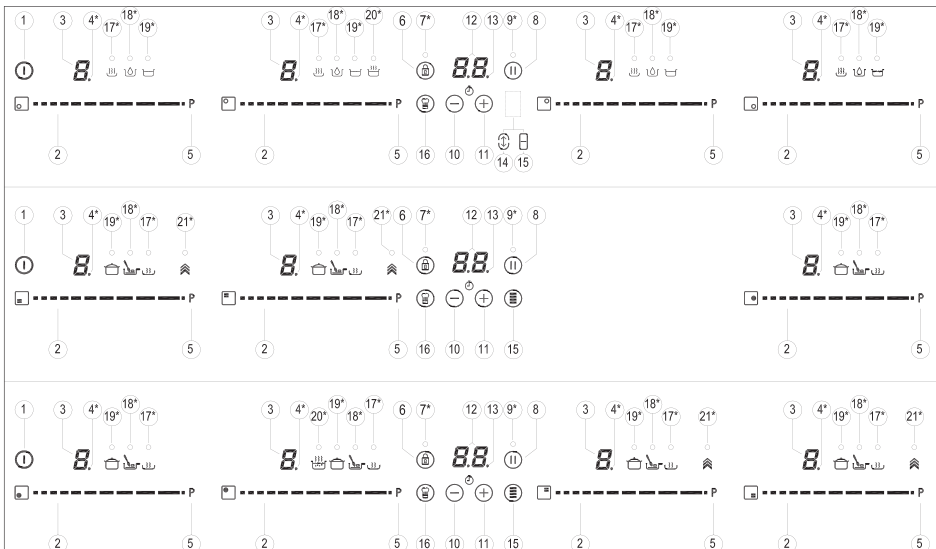 1 3 4* 18* 3 4* 18* 20* 6 7* 12 13 9* 8 3 4* 18* 3 4* 18*
17* 19* 17* 19* 17* 19* 17* 19*
8. 8. 8.8. 8. 8.
P P P P
2 5 2 5 16 10 11 14 15 2 5 2 5
1 3 4* 18* 21* 3 4* 18* 21* 6 7* 12 13 9* 8 3 4* 18*
19* 17* 19* 17* 19* 17*
8. 8. 8.8. 8.
P P P
2 5 2 5 16 10 11 15 2 5
1 3 4* 18* 3 4* 19* 17* 6 7* 12 13 9* 8 3 4* 18* 21* 3 4* 18* 21*
19* 17* 20* 18* 19* 17* 19* 17*
8. 8. 8.8. 8. 8.
P P P P
2 5 2 5 16 10 11 15 2 5 2 5